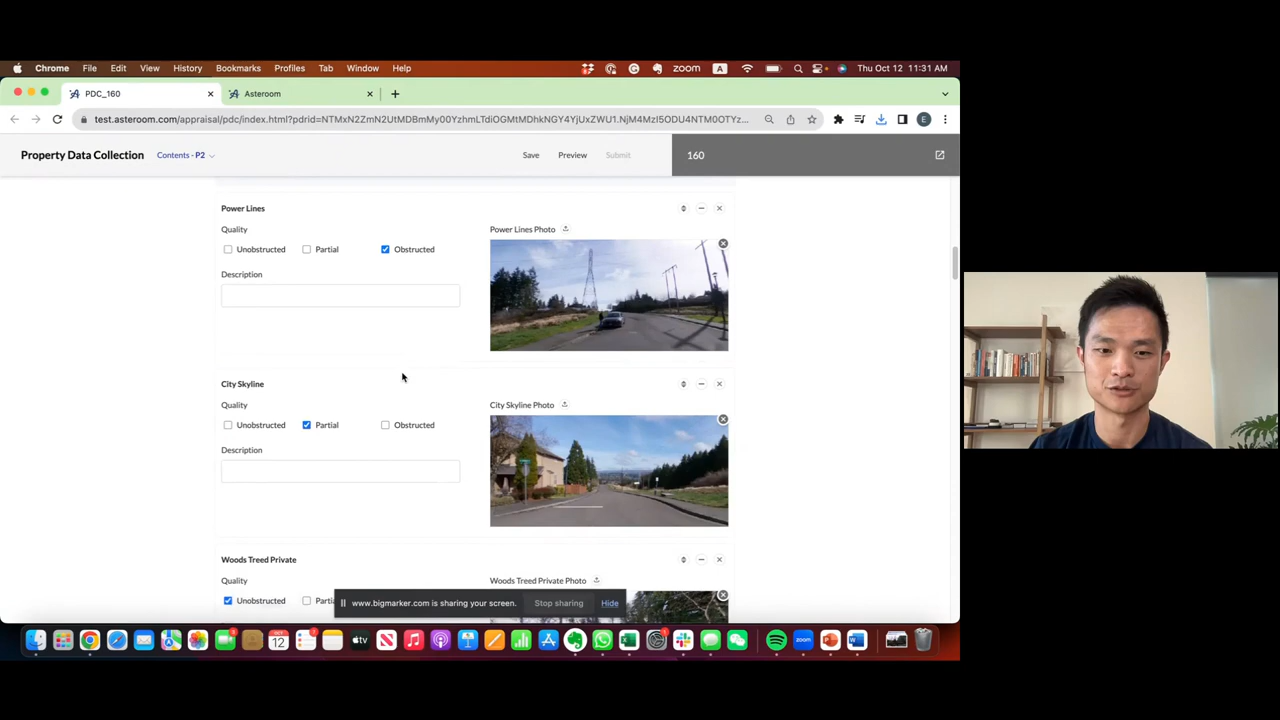 Chrome File Edit View History Bookmarks Profiles Tab Window Help zoom A Thu Oct 12 11:31 AM
PDC_160 Asteroom
test.asteroom.com/appraisal/pdc/index.html?pdrid=NTMxN2ZmN2UtMDBmMy00YzhmLTdiOGMtMDhkNGY4YjUxZWU1.NjM4MzI5ODU4NTM0OTYz... E
Property Data Collection Contents - P2 Save Preview Submit 160
Power Lines
Quality Power Lines Photo
Unobstructed Partial Obstructed
Description
City Skyline
Quality City Skyline Photo
Unobstructed Partial Obstructed
Description
Woods Treed Private
Quality Woods Treed Private Photo
Unobstructed
www.bigmarker.com is sharing your screen. Stop sharing Hide
12 tv zoom